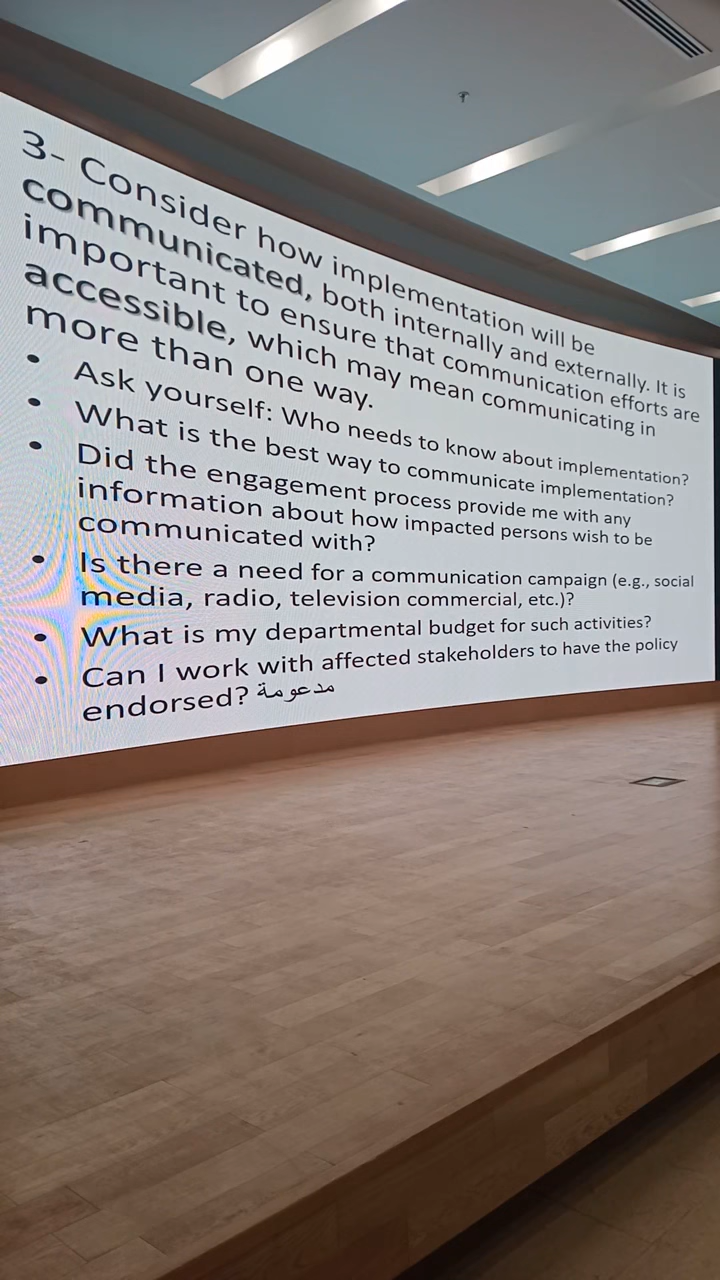 3- Consider how implementation will be
communicated, both internally and externally. It is
important to ensure that communication efforts are
accessible, which may mean communicating in
more than one way.
• Ask yourself: Who needs to know about implementation?
• What is the best way to communicate implementation?
• Did the engagement process provide me with any
information about how impacted persons wish to be
communicated with?
• Is there a need for a communication campaign (e.g., social
media, radio, television commercial, etc.)?
• What is my departmental budget for such activities?
• Can I work with affected stakeholders to have the policy
endorsed? مدعومة